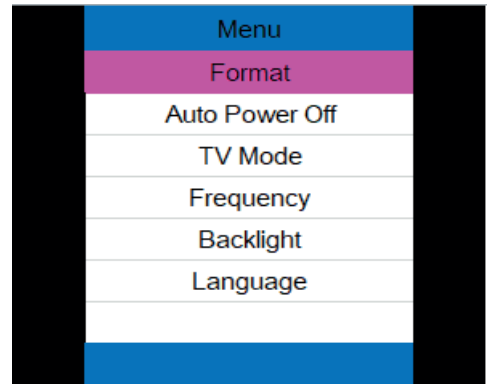 Menu
Format
Auto Power Off
TV Mode
Frequency
Backlight
Language